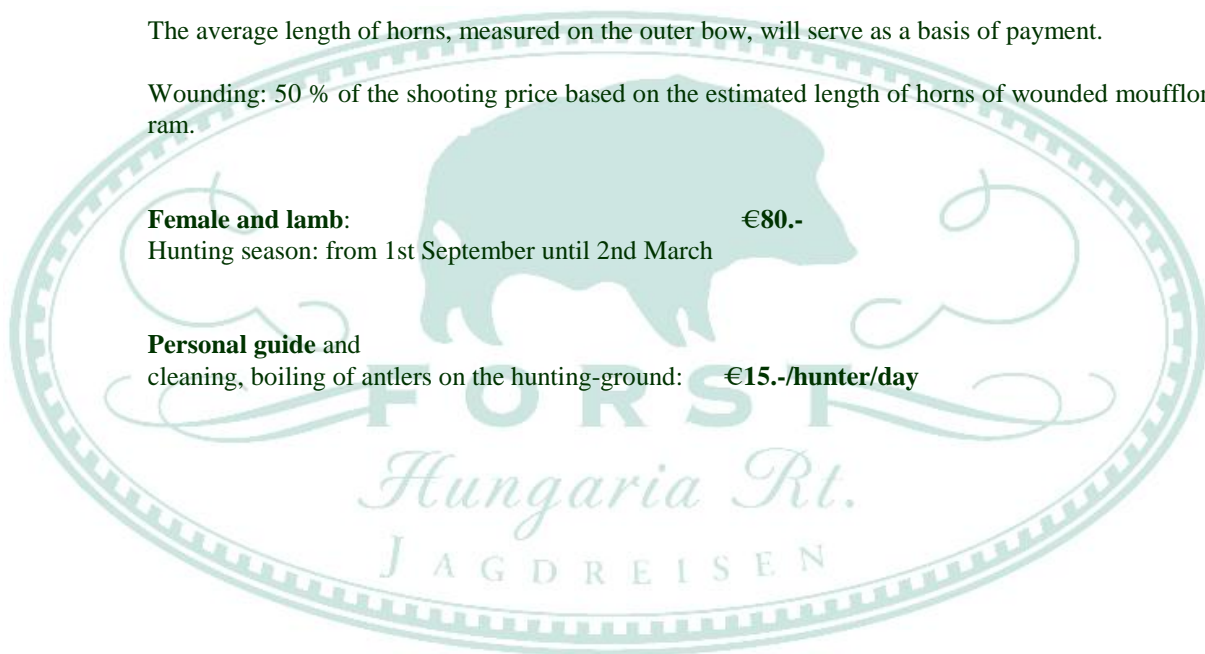 The average length of horns, measured on the outer bow, will serve as a basis of payment.
Wounding: 50 % of the shooting price based on the estimated length of horns of wounded moufflon
ram.
Female and lamb: €80.-
Hunting season: from 1st September until 2nd March
Personal guide and
cleaning, boiling of antlers on the hunting-ground: €15.-/hunter/day
FORST
Hungaria Rt.
JAGDREISEN